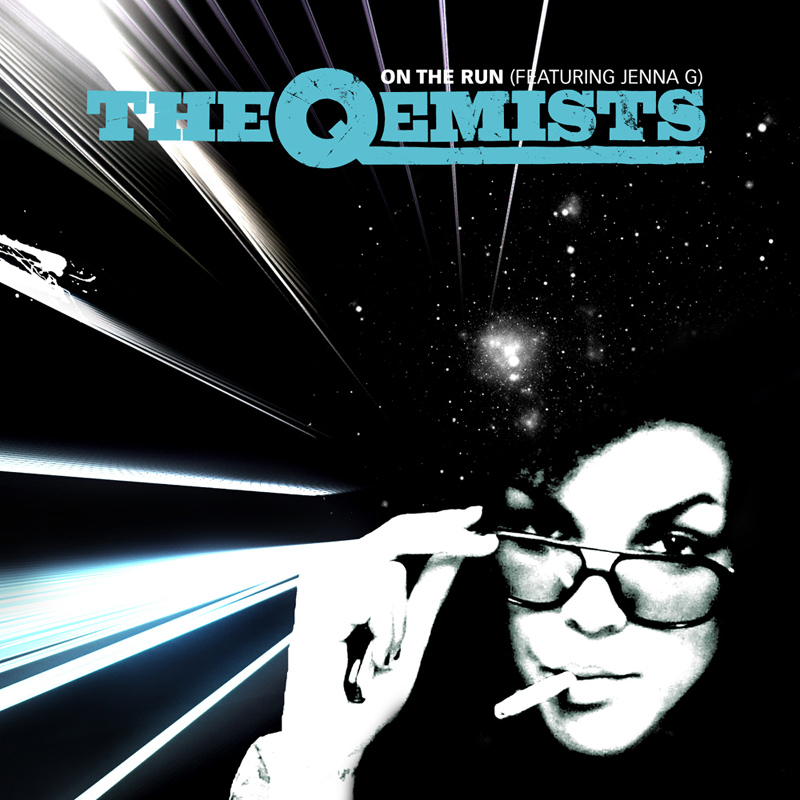 ON THE RUN (FEATURING JENNA G)
THE QEMISTS